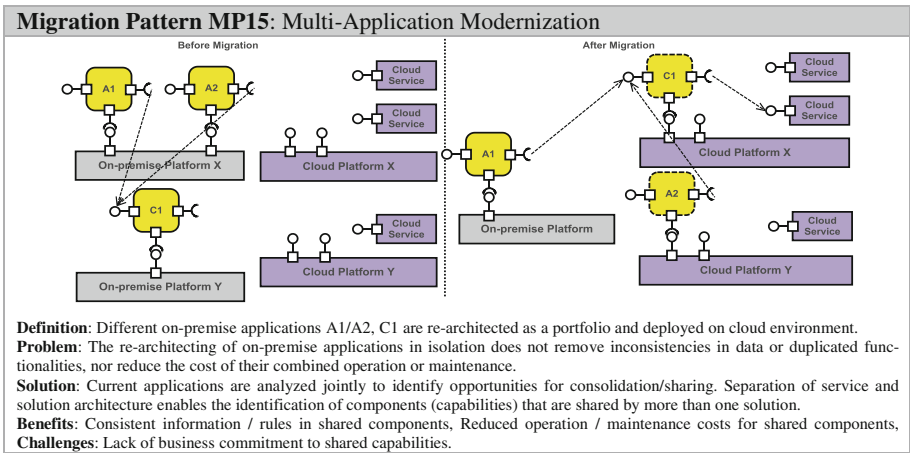 Migration Pattern MP15: Multi-Application Modernization
Before Migration
A1
A2
Cloud
Service
Cloud
Service
On-premise Platform X
Cloud Platform X
C1
Cloud
Service
On-premise Platform Y
Cloud Platform Y
After Migration
C1
Cloud
Service
Cloud
Service
A1
Cloud Platform X
A2
On-premise Platform
Cloud
Service
Cloud Platform Y
Definition: Different on-premise applications A1/A2, C1 are re-architected as a portfolio and deployed on cloud environment.
Problem: The re-architecting of on-premise applications in isolation does not remove inconsistencies in data or duplicated func-
tionalities, nor reduce the cost of their combined operation or maintenance.
Solution: Current applications are analyzed jointly to identify opportunities for consolidation/sharing. Separation of service and
solution architecture enables the identification of components (capabilities) that are shared by more than one solution.
Benefits: Consistent information / rules in shared components, Reduced operation / maintenance costs for shared components,
Challenges: Lack of business commitment to shared capabilities.